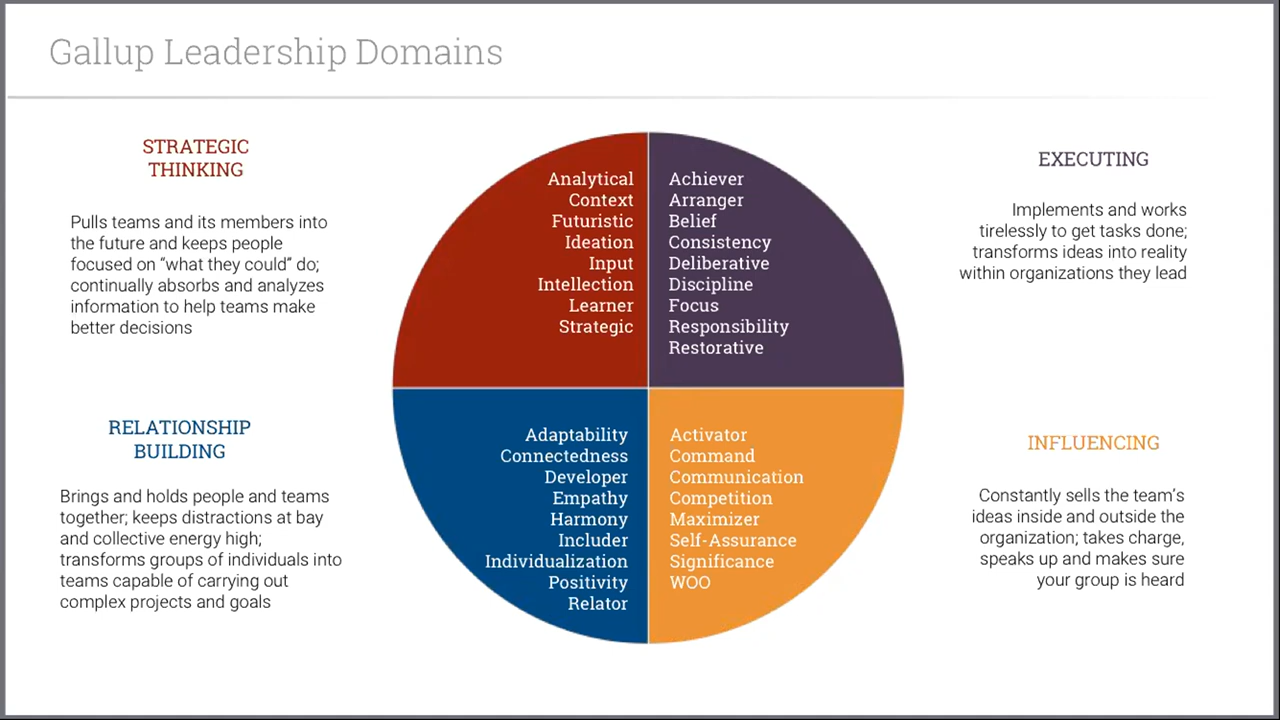 Gallup Leadership Domains
STRATEGIC
THINKING
Pulls teams and its members into
the future and keeps people
focused on “what they could“ do;
continually absorbs and analyzes
information to help teams make
better decisions
Analytical
Context
Futuristic
Ideation
Input
Intellection
Learner
Strategic
Achiever
Arranger
Belief
Consistency
Deliberative
Discipline
Focus
Responsibility
Restorative
EXECUTING
Implements and works
tirelessly to get tasks done;
transforms ideas into reality
within organizations they lead
RELATIONSHIP
BUILDING
Brings and holds people and teams
together; keeps distractions at bay
and collective energy high;
transforms groups of individuals into
teams capable of carrying out
complex projects and goals
Adaptability
Connectedness
Developer
Empathy
Harmony
Includer
Individualization
Positivity
Relator
Activator
Command
Communication
Competition
Maximizer
Self-Assurance
Significance
WOO
INFLUENCING
Constantly sells the team’s
ideas inside and outside the
organization; takes charge,
speaks up and makes sure
your group is heard